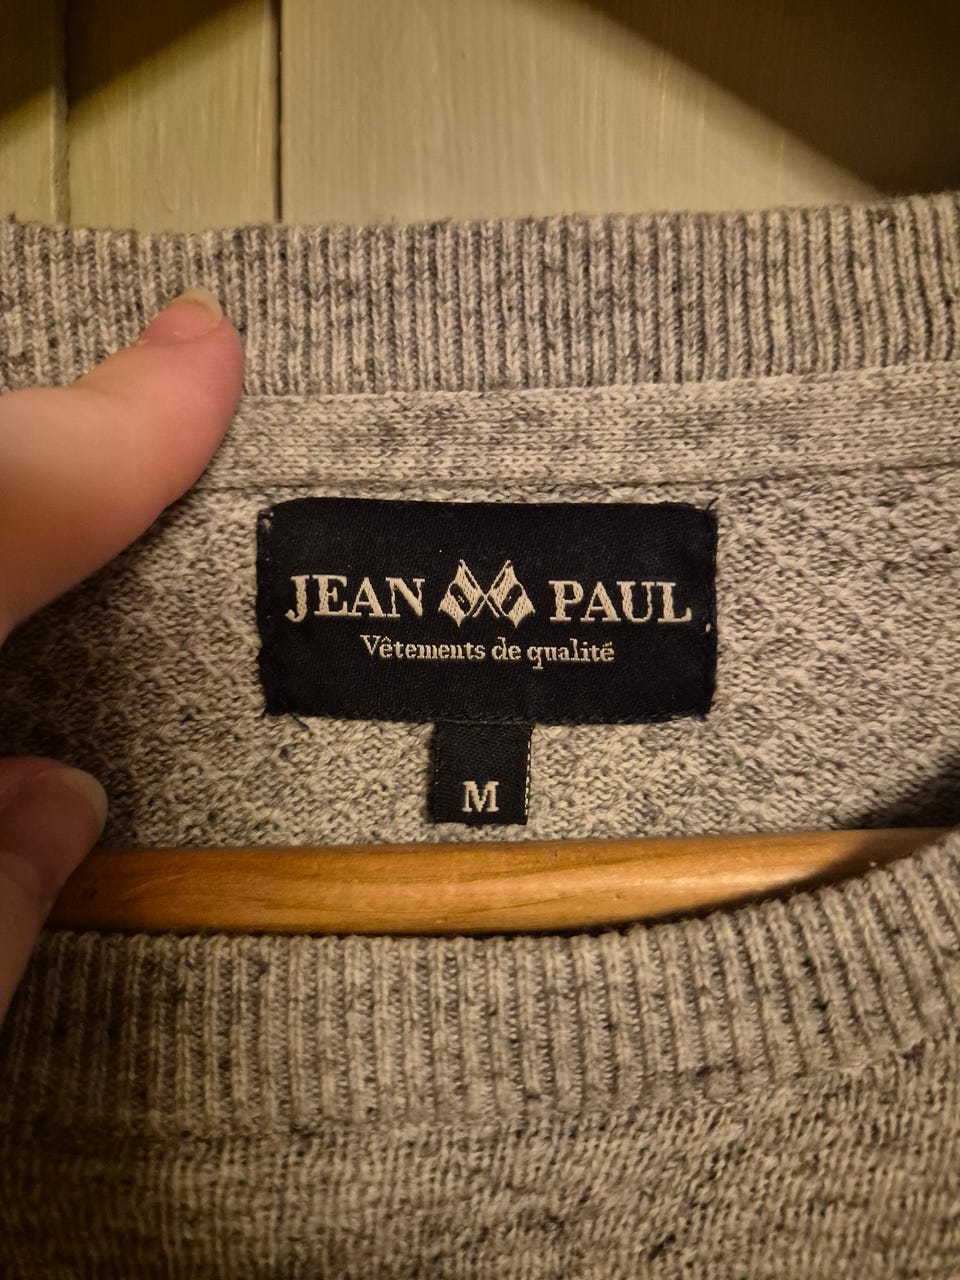 JEAN PAUL
Vêtements de qualité
M